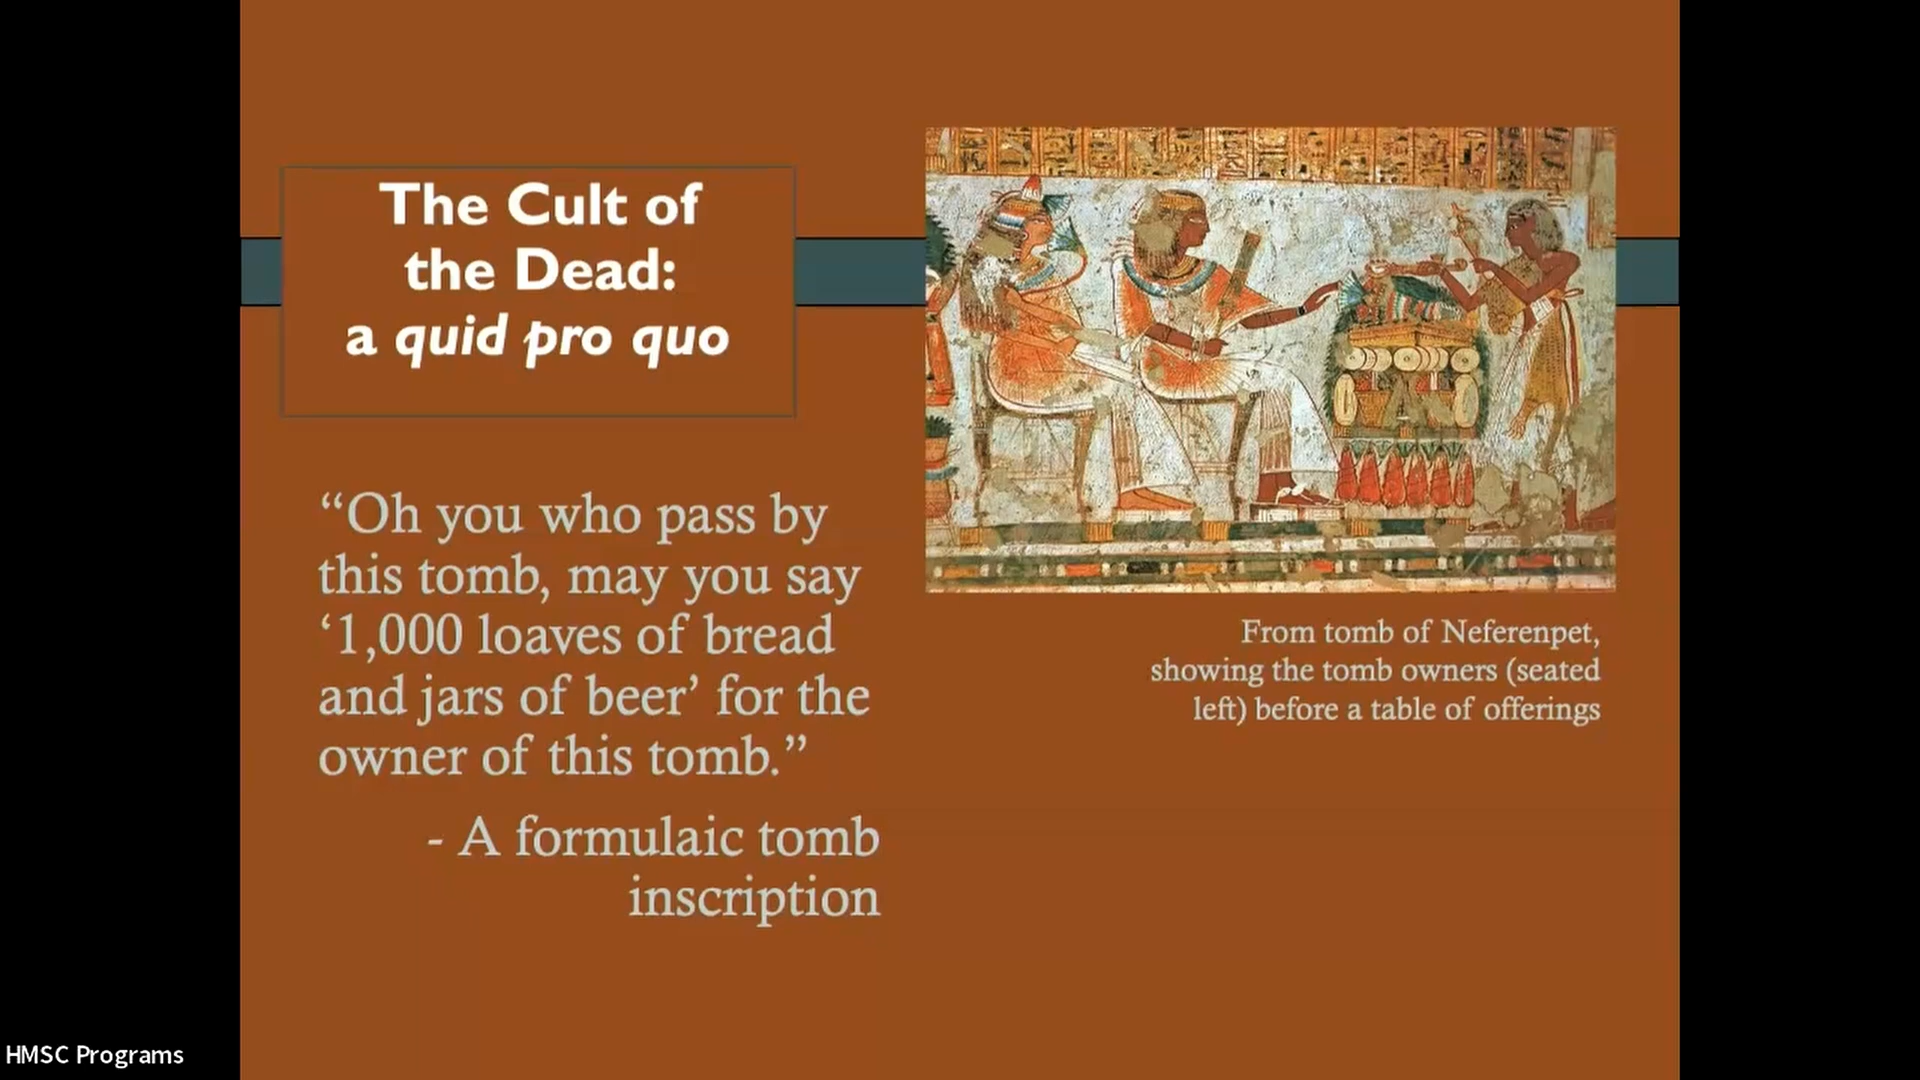 The Cult of
the Dead:
a quid pro quo
“Oh you who pass by
this tomb, may you say
‘1,000 loaves of bread
and jars of beer’ for the
owner of this tomb.”
- A formulaic tomb
inscription
From tomb of Neferenpet,
showing the tomb owners (seated
left) before a table of offerings
HMSC Programs